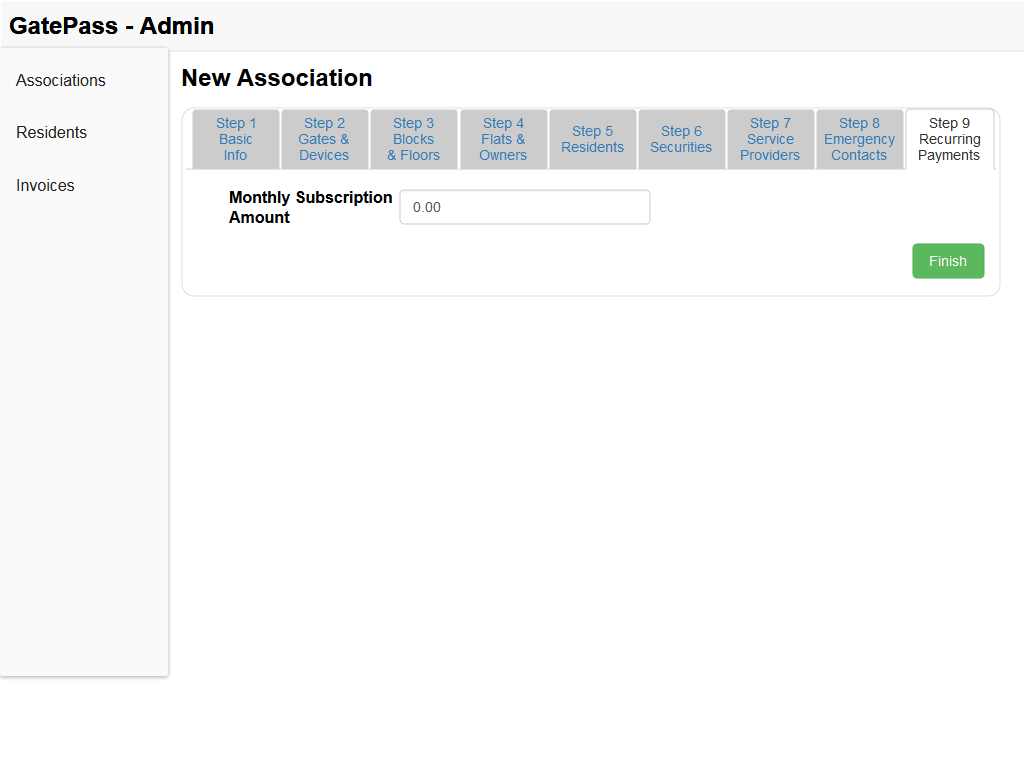 GatePass - Admin
Associations
Residents
Invoices
New Association
Step 1
Basic
Info
Step 2
Gates &
Devices
Step 3
Blocks
& Floors
Step 4
Flats &
Owners
Step 5
Residents
Step 6
Securities
Step 7
Service
Providers
Step 8
Emergency
Contacts
Step 9
Recurring
Payments
Monthly Subscription
Amount
0.00
Finish